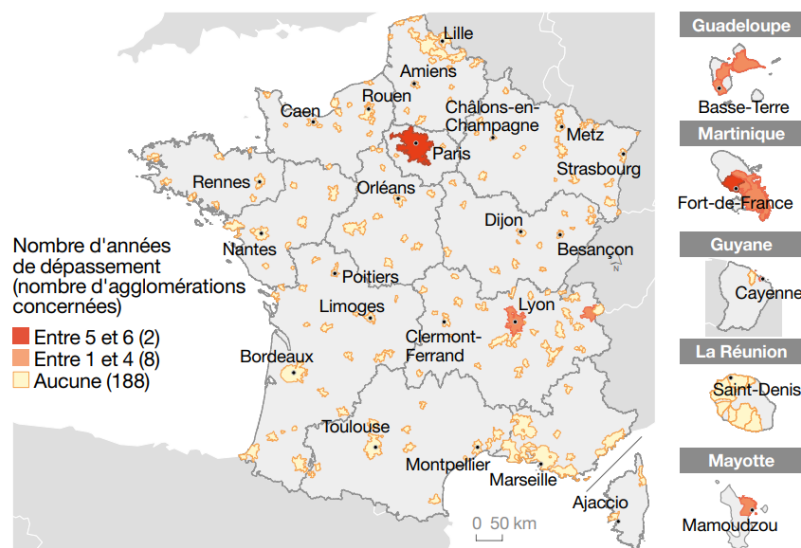 Lille
Amiens
Rouen
Caen
Châlons-en-
Champagne
Metz
Paris
Strasbourg
Rennes
Orléans
Dijon
Besançon
N
Nantes
Poitiers
Limoges
Lyon
Clermont-
Ferrand
Bordeaux
Toulouse
Montpellier
Marseille
Ajaccio
0 50 km
Nombre d'années
de dépassement
(nombre d'agglomérations
concernées)
Entre 5 et 6 (2)
Entre 1 et 4 (8)
Aucune (188)
Guadeloupe
Basse-Terre
Martinique
Fort-de-France
Guyane
Cayenne
La Réunion
Saint-Denis
Mayotte
Mamoudzou